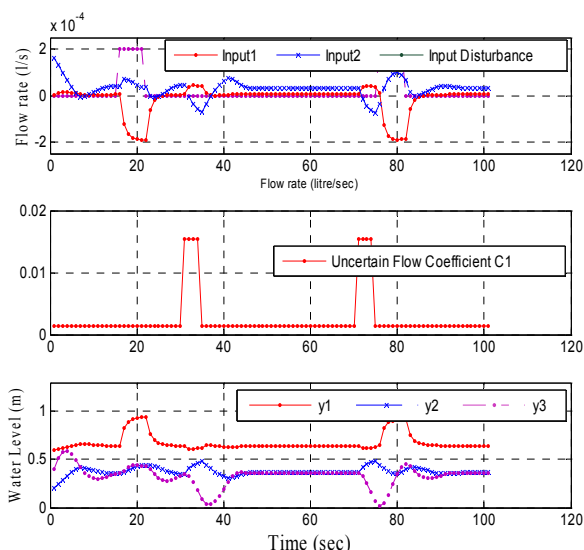 x 10
-4
Input1 Input2 Input Disturbance
Flow rate (l/s)
2
0
-2
0 20 40 60 80 100 120
Flow rate (litre/sec)
0.02
0.01
0
Uncertain Flow Coefficient C1
0 20 40 60 80 100 120
Water Level (m)
1
0.5
0
y1 y2 y3
0 20 40 60 80 100 120
Time (sec)